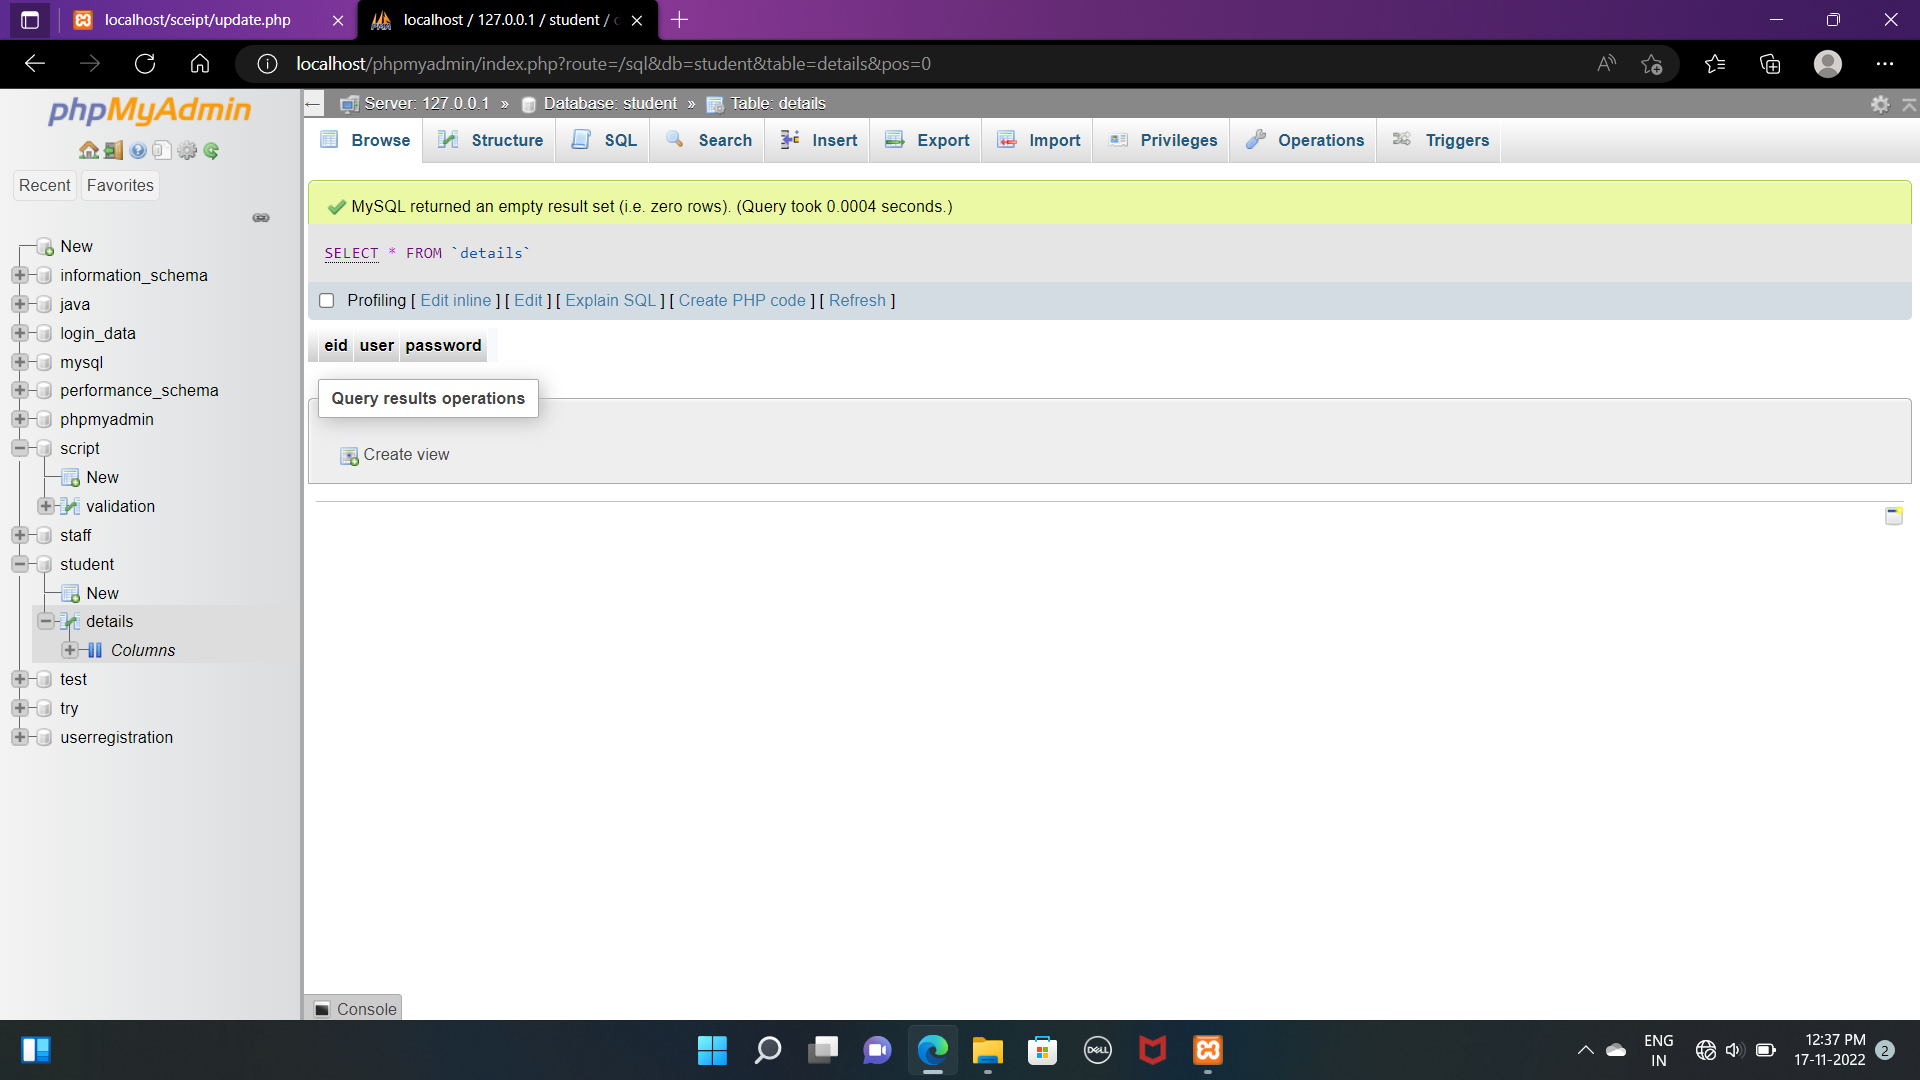 localhost/sceipt/update.php
localhost / 127.0.0.1 / student /
localhost/phpmyadmin/index.php?route=/sql&db=student&table=details&pos=0
phpMyAdmin
Recent Favorites
New
information_schema
java
login_data
mysql
performance_schema
phpmyadmin
script
New
validation
staff
student
New
details
Columns
test
try
userregistration
Server: 127.0.0.1 » Database: student » Table: details
Browse Structure SQL Search Insert Export Import Privileges Operations Triggers
MySQL returned an empty result set (i.e. zero rows). (Query took 0.0004 seconds.)
SELECT * FROM `details`
Profiling [ Edit inline ] [ Edit ] [ Explain SQL ] [ Create PHP code ] [ Refresh ]
eid user password
Query results operations
Create view
Console
DELL
ENG
IN
12:37 PM
17-11-2022
2